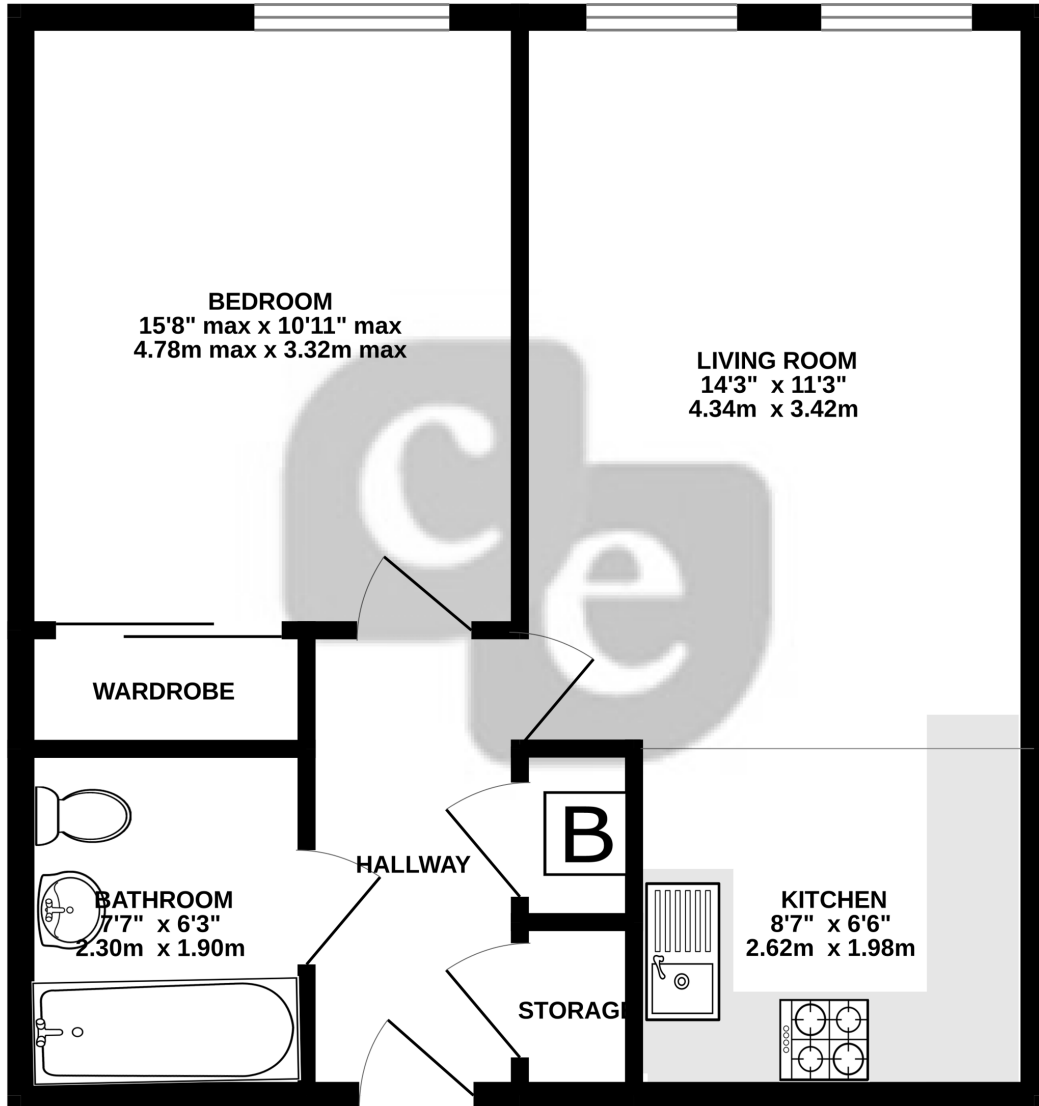 BEDROOM
15'8" max x 10'11" max
4.78m max x 3.32m max
LIVING ROOM
14'3" x 11'3"
4.34m x 3.42m
ce
WARDROBE
B
HALLWAY
BATHROOM
7'7" x 6'3"
2.30m x 1.90m
KITCHEN
8'7" x 6'6"
2.62m x 1.98m
STORAGE